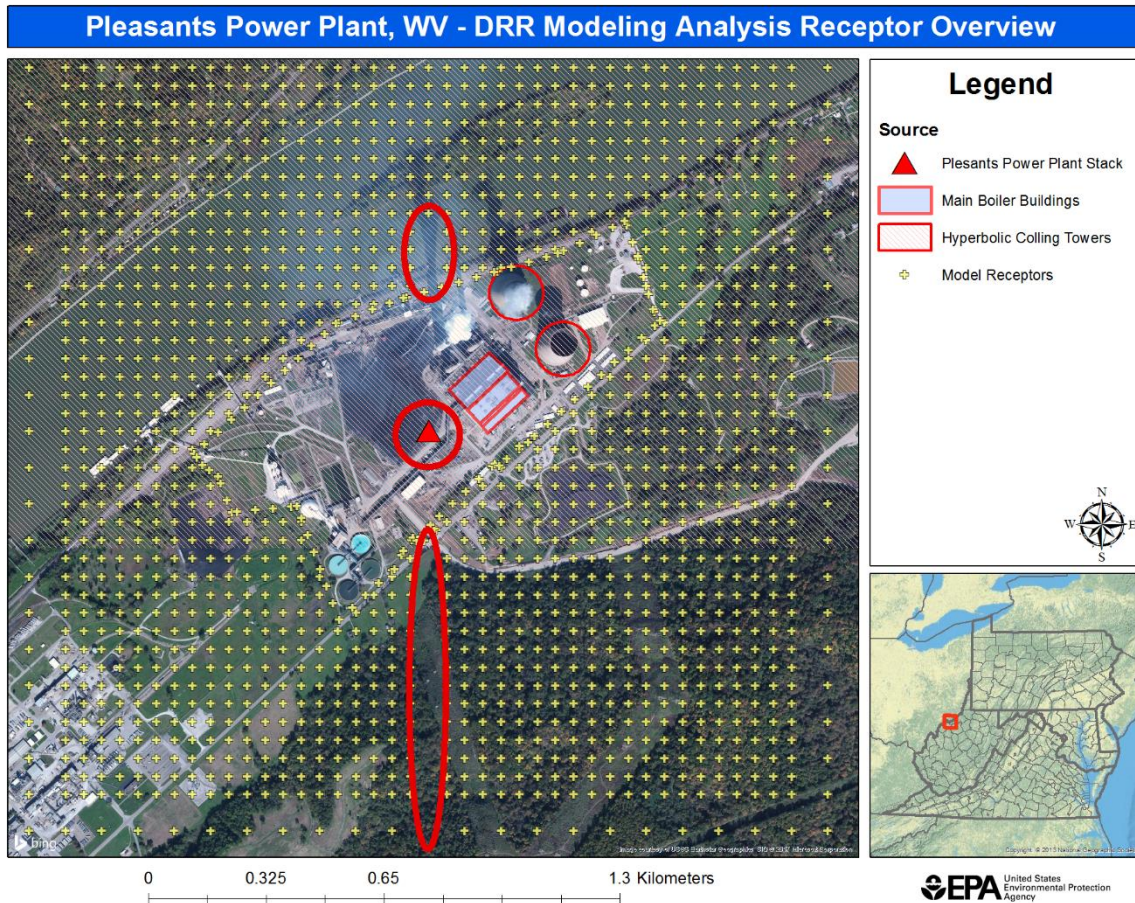 Pleasants Power Plant, WV - DRR Modeling Analysis Receptor Overview
Legend
Source
Plesants Power Plant Stack
Main Boiler Buildings
Hyperbolic Colling Towers
Model Receptors
N
W E
S
bing
0 0.325 0.65 1.3 Kilometers
EPA
United States
Environmental Protection
Agency